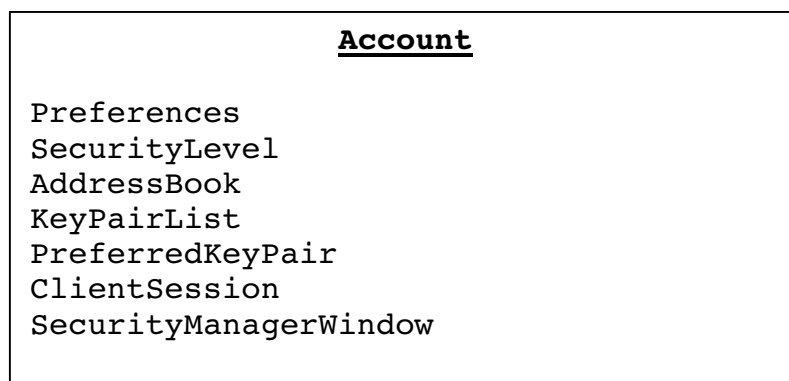 Account
Preferences
SecurityLevel
AddressBook
KeyPairList
PreferredKeyPair
ClientSession
SecurityManagerWindow